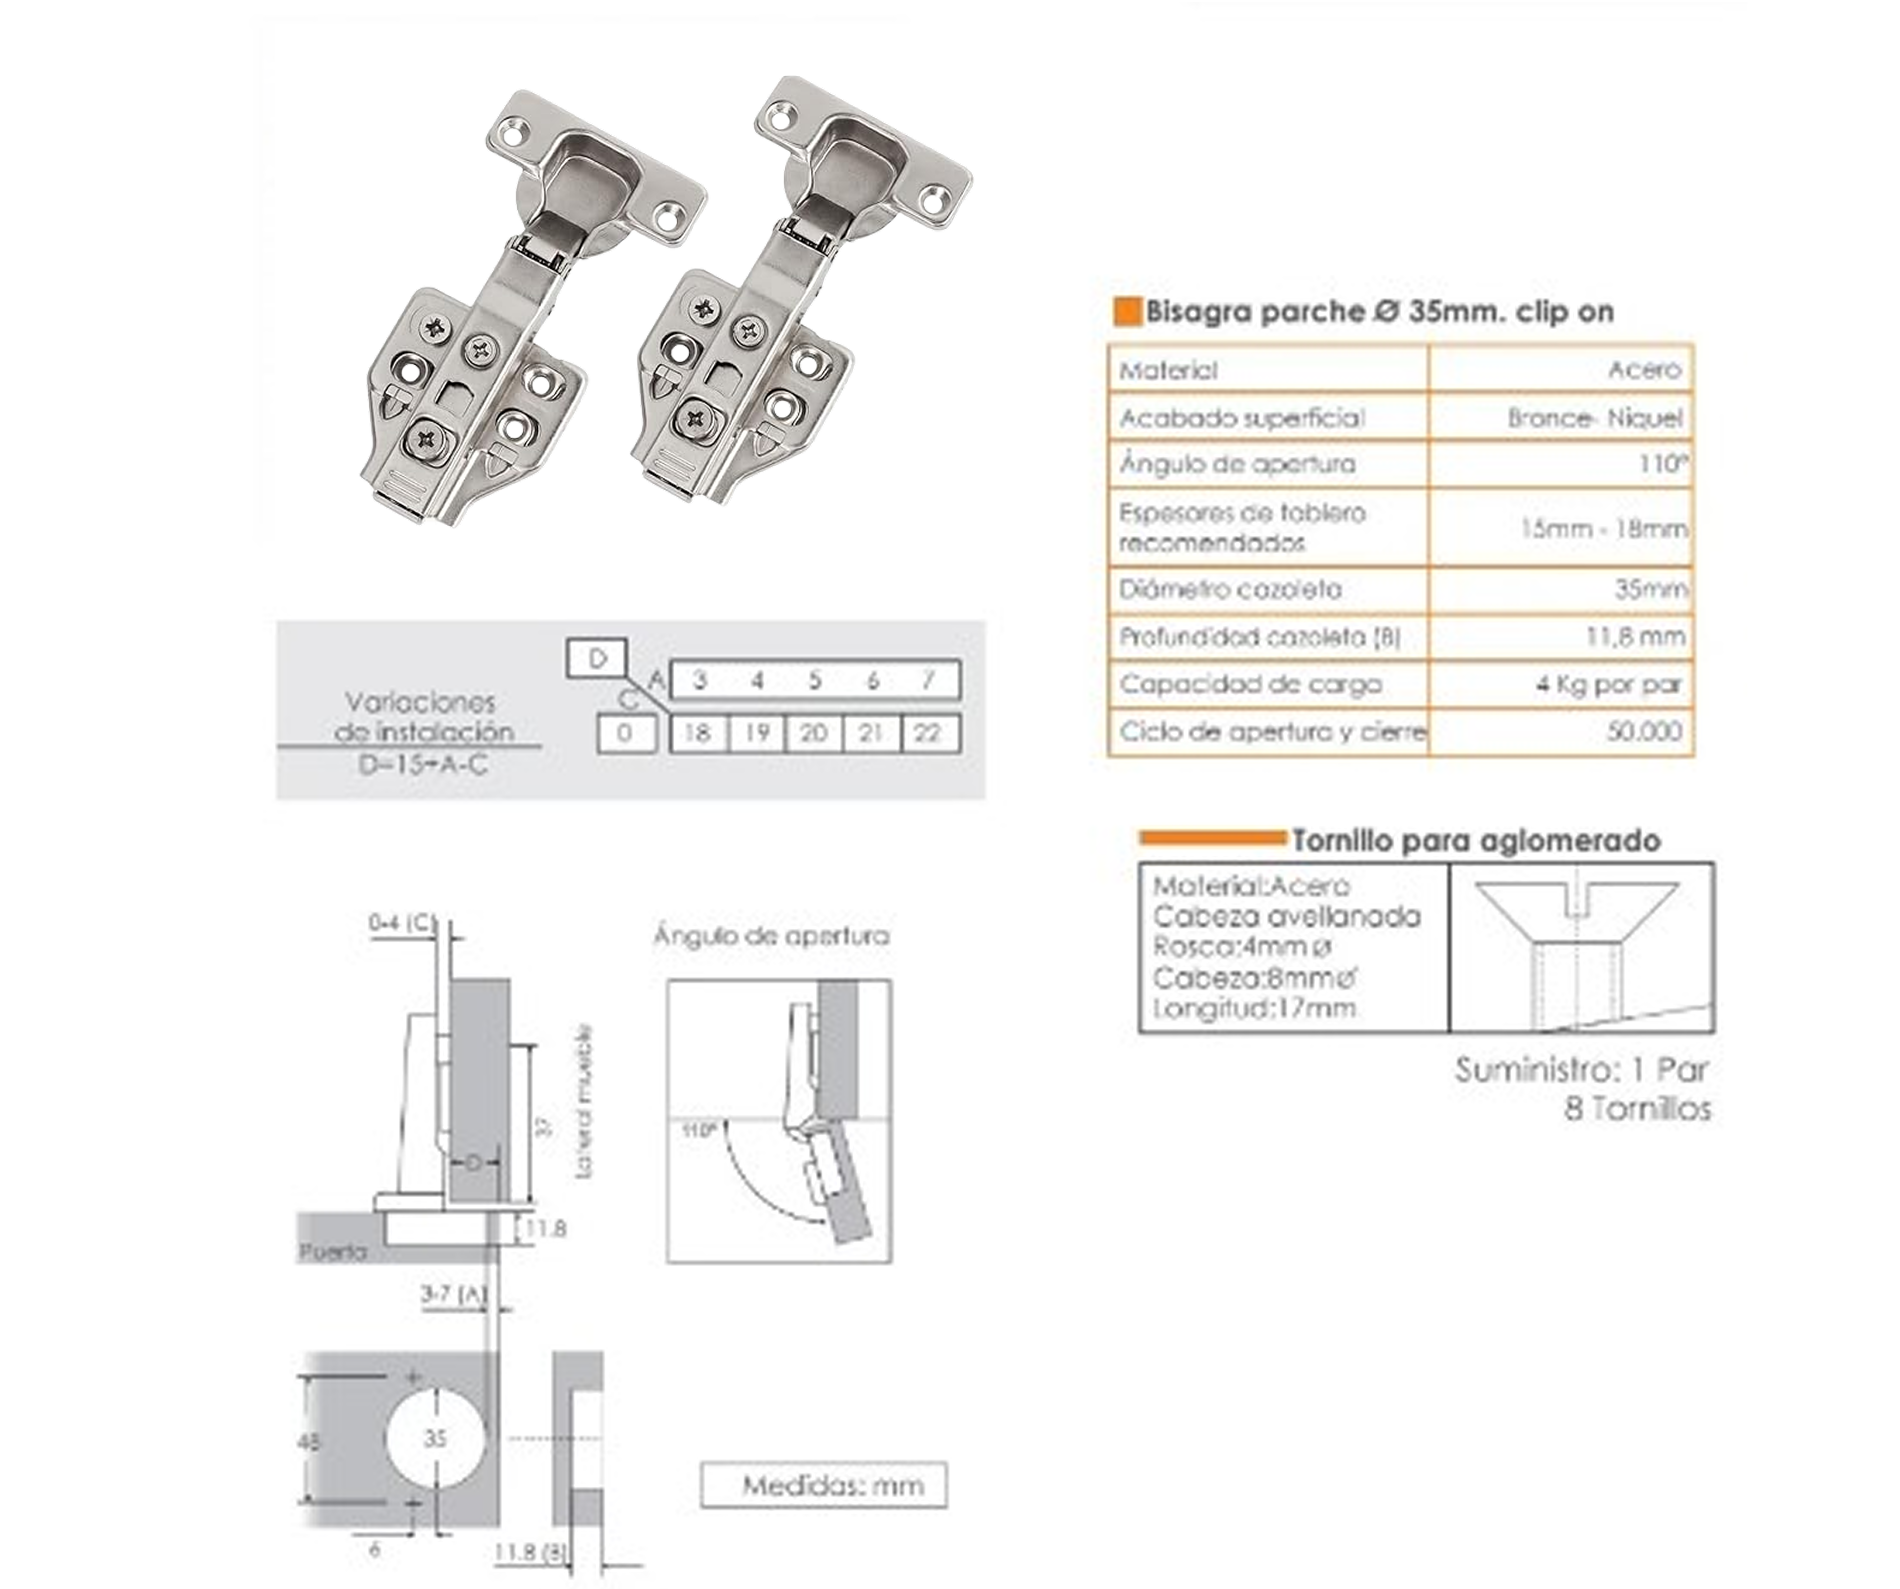 Bisagra parche Ø 35mm. clip on
Material Acero
Acabado superficial Bronce- Niquel
Ángulo de apertura 110º
Espesores de tablero
recomendados 15mm - 18mm
Diámetro cazoleta 35mm
Profundidad cazoleta (B) 11,8 mm
Capacidad de carga 4 Kg por par
Ciclo de apertura y cierre 50.000
D
A 3 4 5 6 7
C
0 18 19 20 21 22
Variaciones
de instalación
D=15+A-C
Tornillo para aglomerado
Material:Acero
Cabeza avellanada
Rosca:4mmø
Cabeza:8mmø
Longitud:17mm
Suministro: 1 Par
8 Tornillos
0-4 (C)
Lateral mueble
37
D
11.8
Puerta
3-7 (A)
Ángulo de apertura
110º
48
35
6
11.8 (B)
Medidas: mm